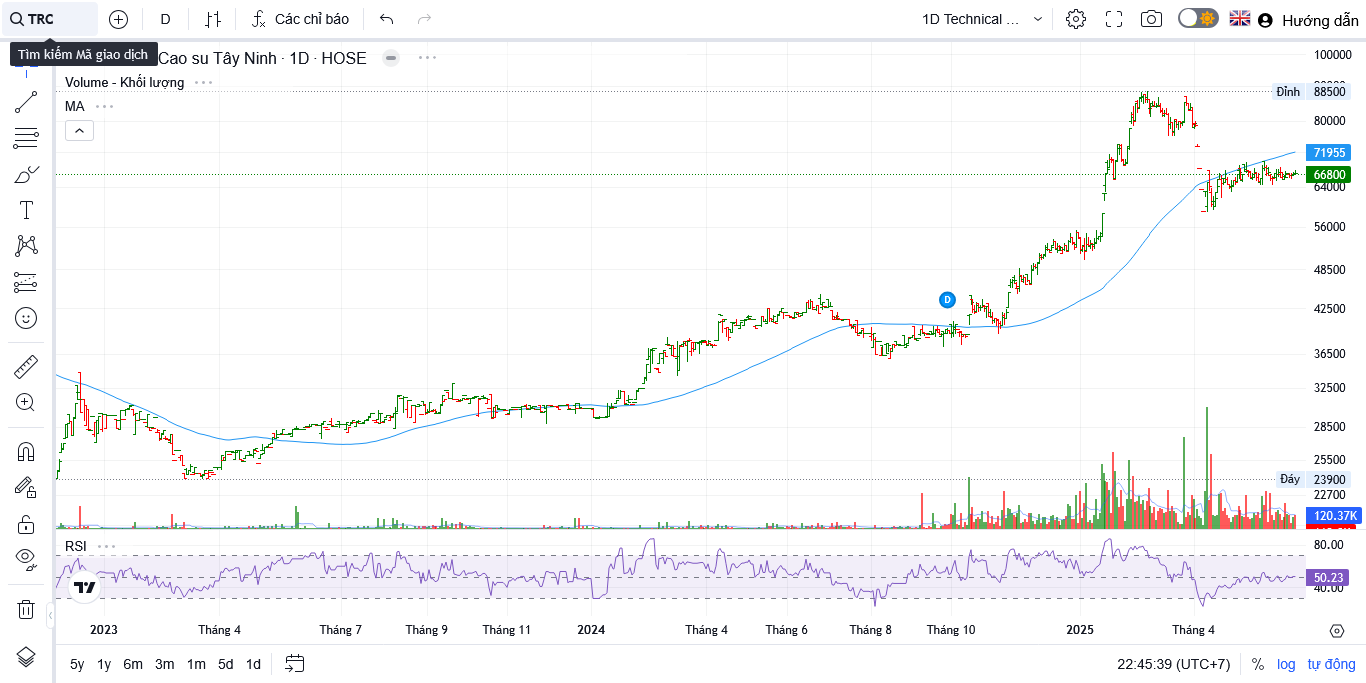 TRC
D
Các chỉ báo
1D Technical ...
Hướng dẫn
Tìm kiếm Mã giao dịch
Cao su Tây Ninh · 1D · HOSE
Volume - Khối lượng
MA
100000
Đỉnh 88500
80000
71955
66800
64000
56000
48500
42500
36500
32500
28500
25500
Đáy 23900
22700
120.37K
D
RSI
80.00
50.23
40.00
2023 Tháng 4 Tháng 7 Tháng 9 Tháng 11 2024 Tháng 4 Tháng 6 Tháng 8 Tháng 10 2025 Tháng 4
5y 1y 6m 3m 1m 5d 1d
22:45:39 (UTC+7) % log tự động